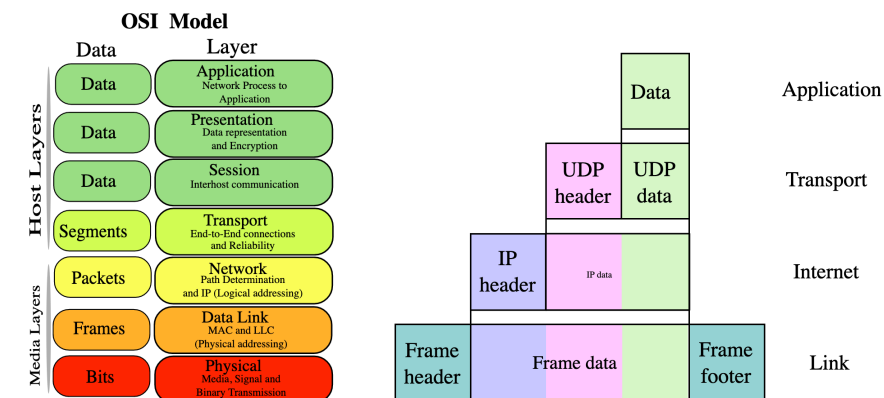 OSI Model
Data
Layer
Host Layers
Data
Application
Network Process to
Application
Data
Presentation
Data representation
and Encryption
Data
Session
Interhost communication
Segments
Transport
End-to-End connections
and Reliability
Media Layers
Packets
Network
Path Determination
and IP (Logical addressing)
Frames
Data Link
MAC and LLC
(Physical addressing)
Bits
Physical
Media, Signal and
Binary Transmission
Data
Application
UDP
header
UDP
data
Transport
IP
header
IP data
Internet
Frame
header
Frame data
Frame
footer
Link